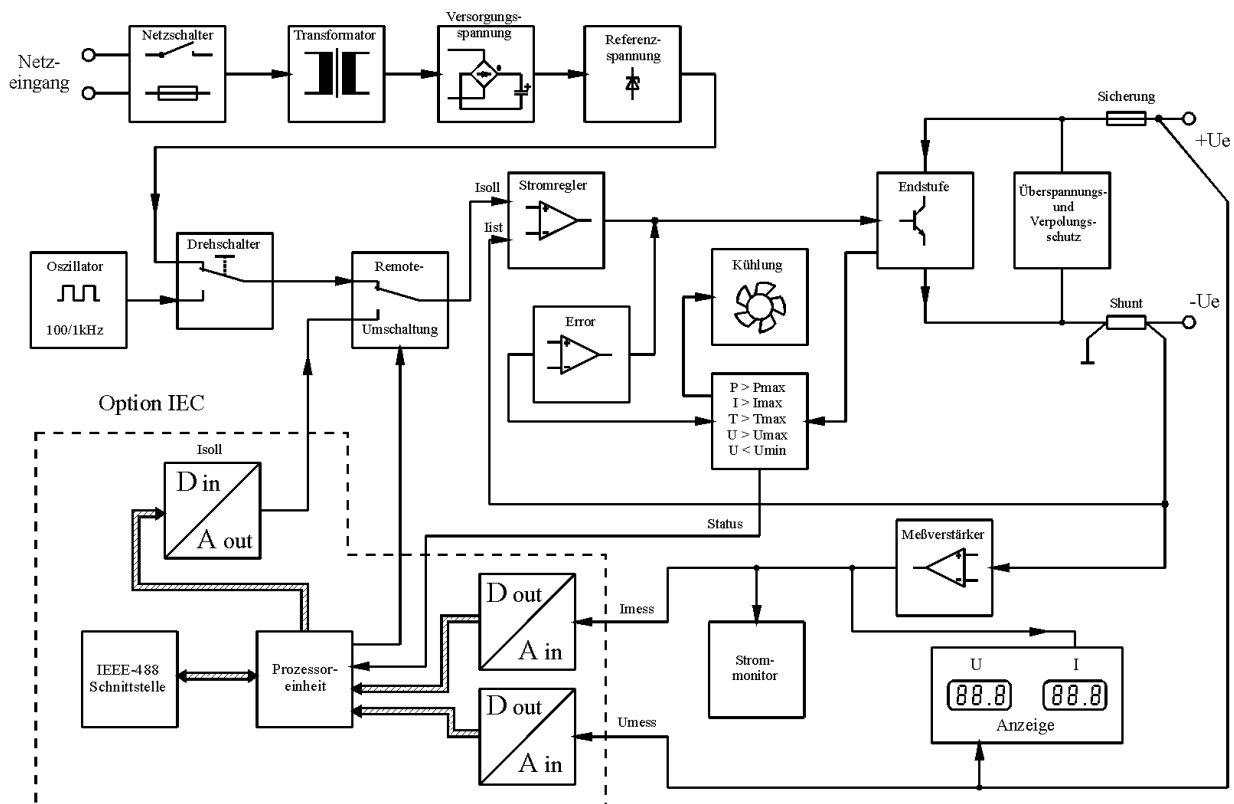 Netz-
eingang
Netzschalter
Transformator
Versorgungs-
spannung
+
Referenz-
spannung
Sicherung
+Ue
Oszillator
100/1kHz
Drehschalter
Remote-
Umschaltung
Isoll
Iist
Stromregler
+
-
Endstufe
Überspannungs-
und
Verpolungs-
schutz
Kühlung
Error
+
-
Shunt
-Ue
P > Pmax
I > Imax
T > Tmax
U > Umax
U < Umin
Option IEC
Isoll
D in
A out
Status
Meßverstärker
+
-
D out
A in
Imess
Strom-
monitor
U I
88.8 88.8
Anzeige
IEEE-488
Schnittstelle
Prozessor-
einheit
D out
A in
Umess